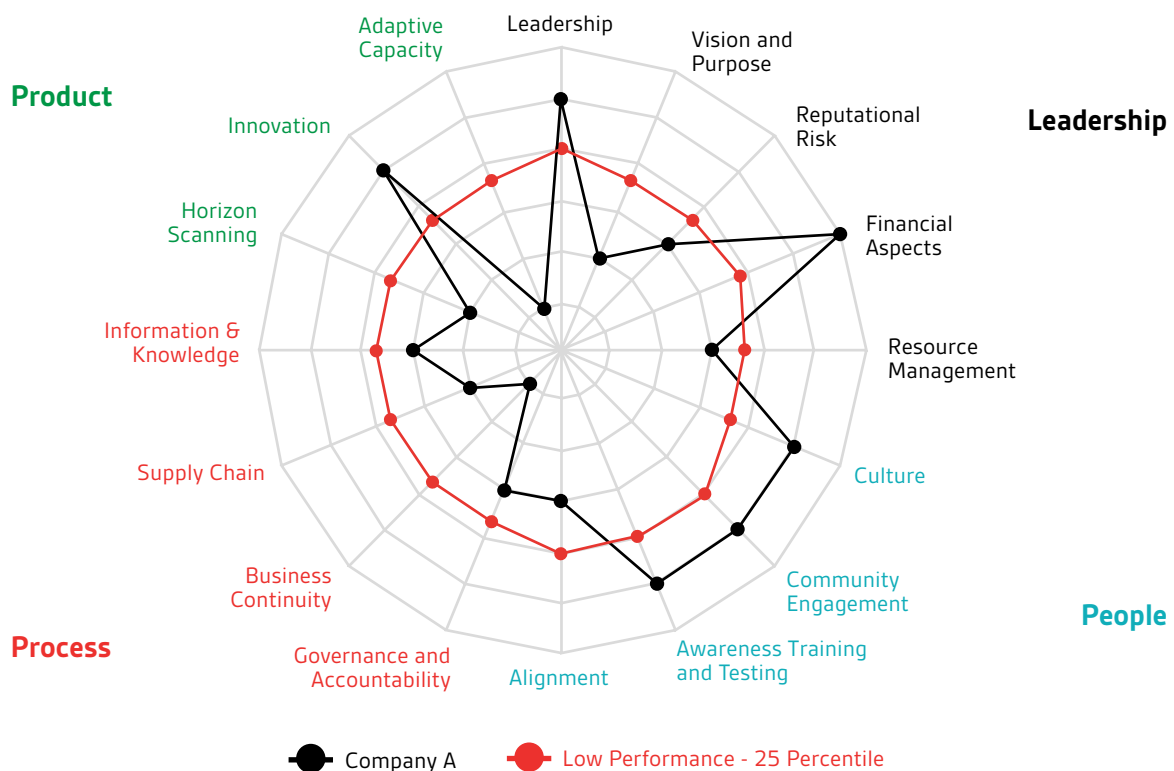 Leadership
Adaptive
Capacity
Vision and
Purpose
Product
Reputational
Risk
Leadership
Innovation
Horizon
Scanning
Financial
Aspects
Information &
Knowledge
Resource
Management
Supply Chain
Culture
Business
Continuity
Community
Engagement
People
Process
Governance and
Accountability
Alignment
Awareness Training
and Testing
Company A
Low Performance - 25 Percentile